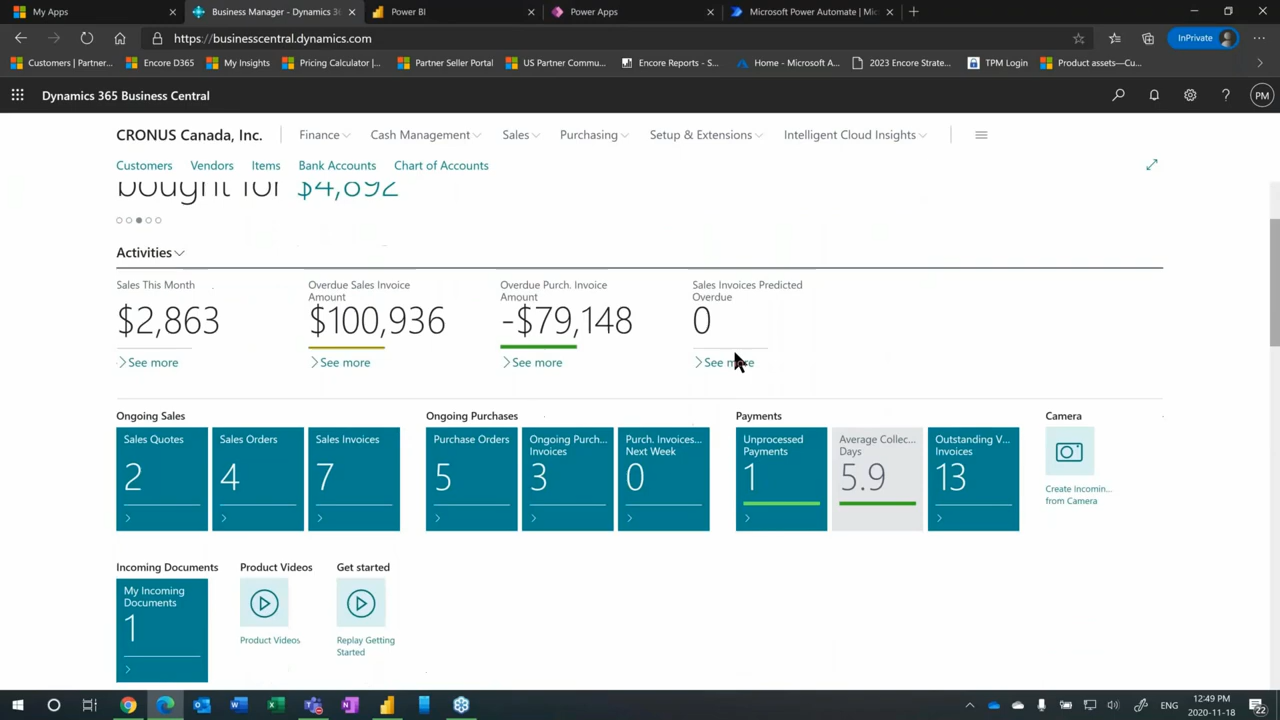 My Apps
Business Manager - Dynamics 36
Power BI
Power Apps
Microsoft Power Automate | Micros
https://businesscentral.dynamics.com
InPrivate
Customers | Partner...
Encore D365
My Insights
Pricing Calculator |...
Partner Seller Portal
US Partner Commu...
Encore Reports - S...
Home - Microsoft A...
2023 Encore Strate...
TPM Login
Product assets—Cu...
Dynamics 365 Business Central
PM
CRONUS Canada, Inc.
Finance
Cash Management
Sales
Purchasing
Setup & Extensions
Intelligent Cloud Insights
Customers
Vendors
Items
Bank Accounts
Chart of Accounts
bought for $4,892
Activities
Sales This Month
$2,863
See more
Overdue Sales Invoice
Amount
$100,936
See more
Overdue Purch. Invoice
Amount
-$79,148
See more
Sales Invoices Predicted
Overdue
0
See more
Ongoing Sales
Sales Quotes
2
Sales Orders
4
Sales Invoices
7
Ongoing Purchases
Purchase Orders
5
Ongoing Purch...
Invoices
3
Purch. Invoices...
Next Week
0
Payments
Unprocessed
Payments
1
Average Collec...
Days
5.9
Outstanding V...
Invoices
13
Camera
Create Incomin...
from Camera
Incoming Documents
My Incoming
Documents
1
Product Videos
Product Videos
Get started
Replay Getting
Started
ENG
12:49 PM
2020-11-18
22